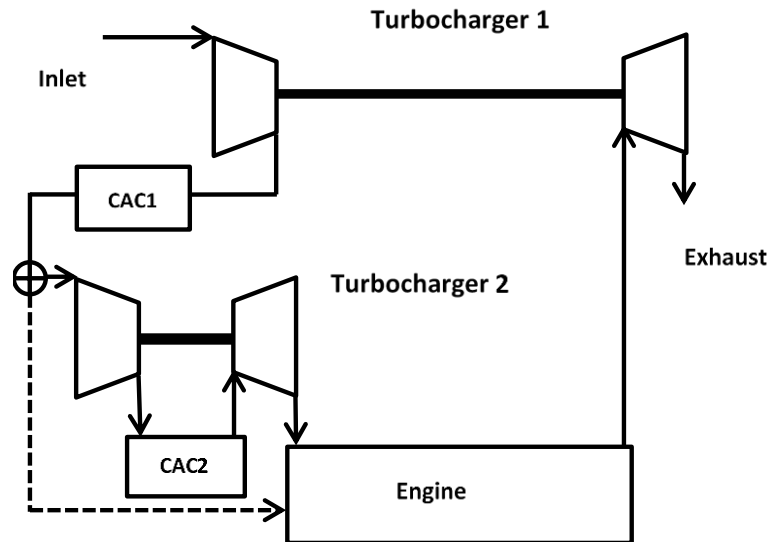 Turbocharger 1
Inlet
CAC1
Exhaust
Turbocharger 2
CAC2
Engine